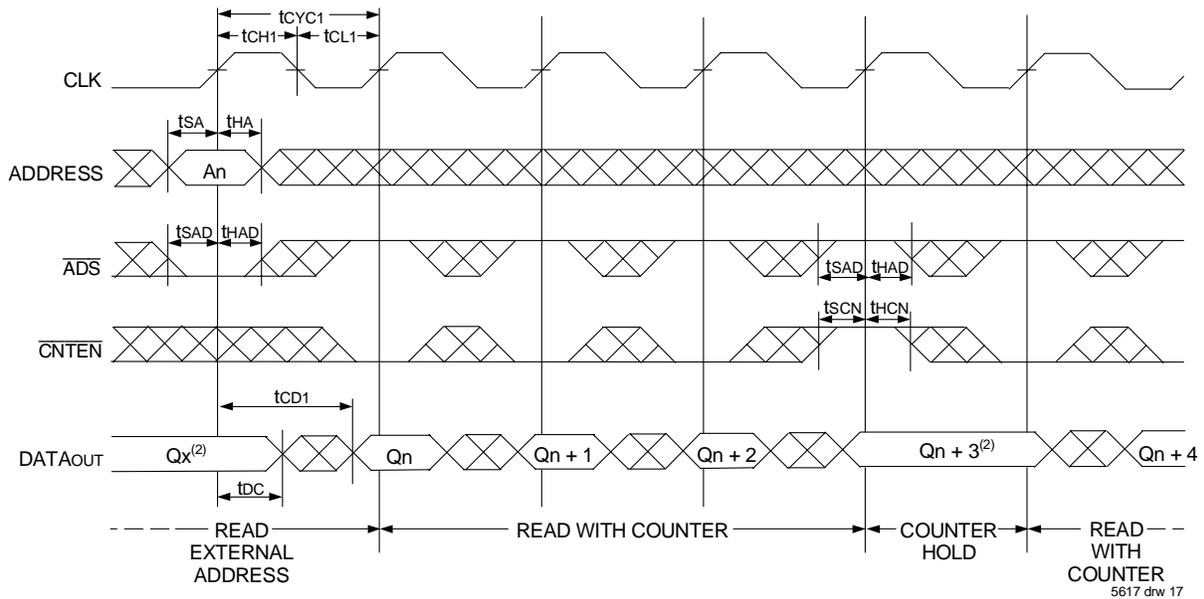 tCYC1
tCH1 tCL1
CLK
tSA tHA
ADDRESS An
tSAD tHAD
ADS
tSAD tHAD
tSCN tHCN
CNTEN
tCD1
DATAOUT Qx(2) Qn Qn + 1 Qn + 2 Qn + 3(2) Qn + 4
tDC
READ EXTERNAL ADDRESS
READ WITH COUNTER
COUNTER HOLD
READ WITH COUNTER
5617 drw 17